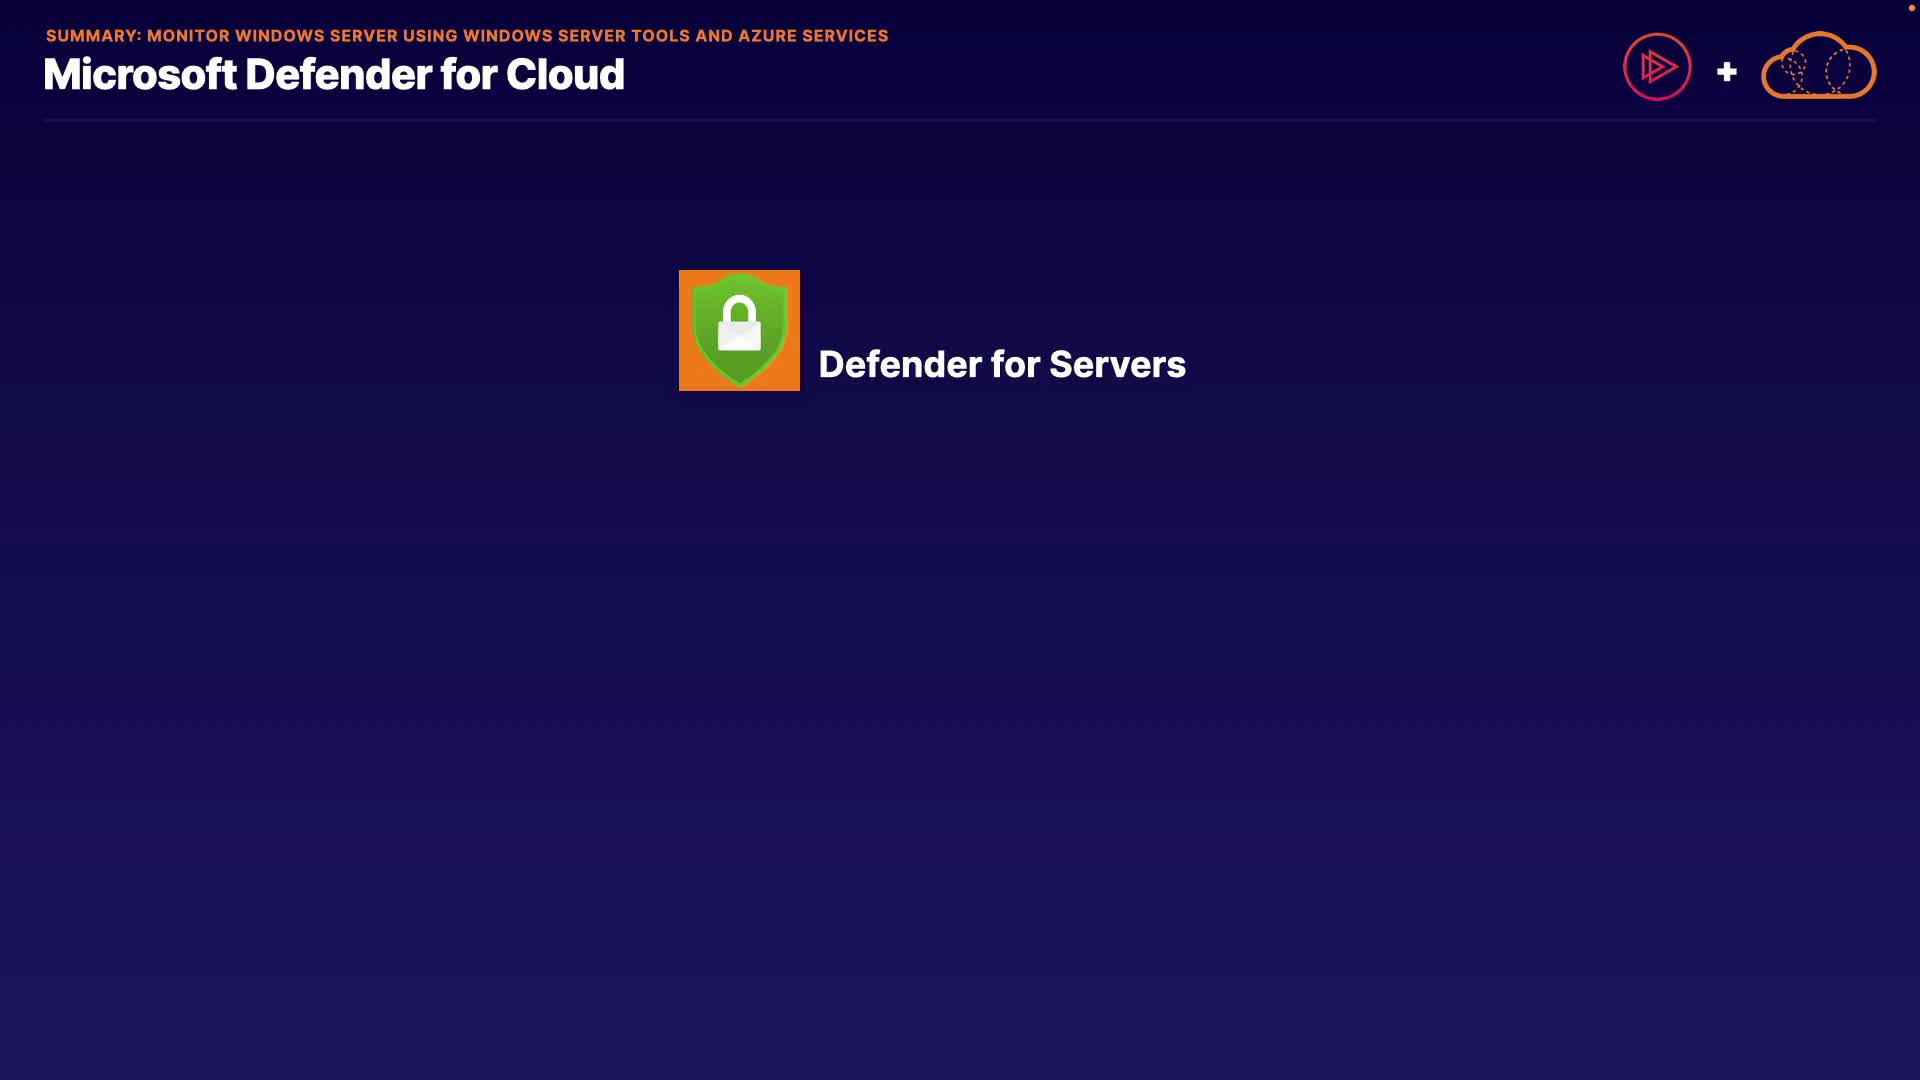 SUMMARY: MONITOR WINDOWS SERVER USING WINDOWS SERVER TOOLS AND AZURE SERVICES
Microsoft Defender for Cloud
+
Defender for Servers